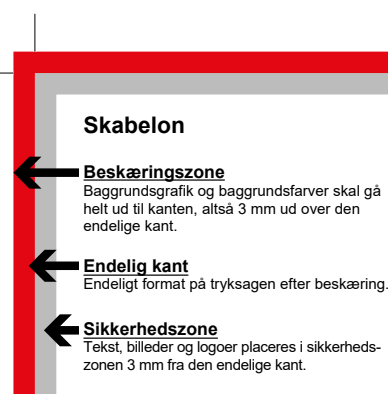 Skabelon
Beskæringszone
Baggrundsgrafik og baggrundsfarver skal gå
helt ud til kanten, altså 3 mm ud over den
endelige kant.
Endelig kant
Endeligt format på tryksagen efter beskæring.
Sikkerhedszone
Tekst, billeder og logoer placeres i sikkerheds-
zonen 3 mm fra den endelige kant.